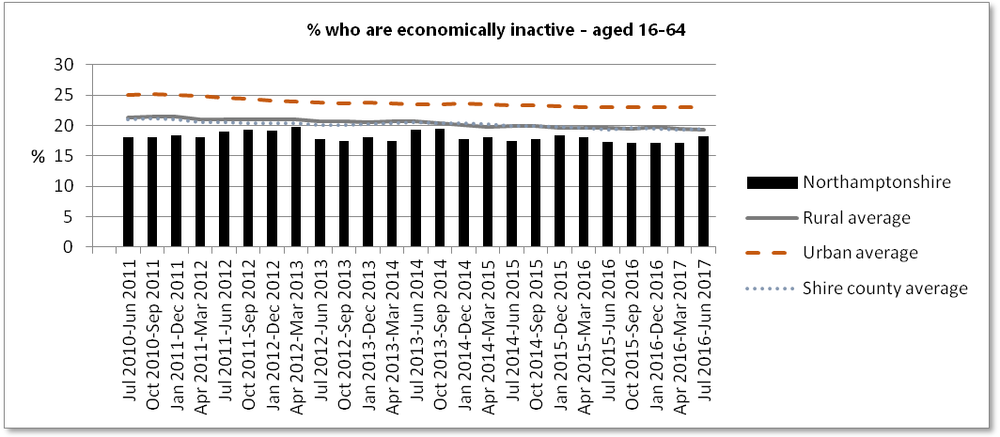 % who are economically inactive - aged 16-64
30
25
20
15
10
5
0
%
Jul 2010-Jun 2011
Oct 2010-Sep 2011
Jan 2011-Dec 2011
Apr 2011-Mar 2012
Jul 2011-Jun 2012
Oct 2011-Sep 2012
Jan 2012-Dec 2012
Apr 2012-Mar 2013
Jul 2012-Jun 2013
Oct 2012-Sep 2013
Jan 2013-Dec 2013
Apr 2013-Mar 2014
Jul 2013-Jun 2014
Oct 2013-Sep 2014
Jan 2014-Dec 2014
Apr 2014-Mar 2015
Jul 2014-Jun 2015
Oct 2014-Sep 2015
Jan 2015-Dec 2015
Apr 2015-Mar 2016
Jul 2015-Jun 2016
Oct 2015-Sep 2016
Jan 2016-Dec 2016
Apr 2016-Mar 2017
Jul 2016-Jun 2017
Northamptonshire
Rural average
Urban average
Shire county average